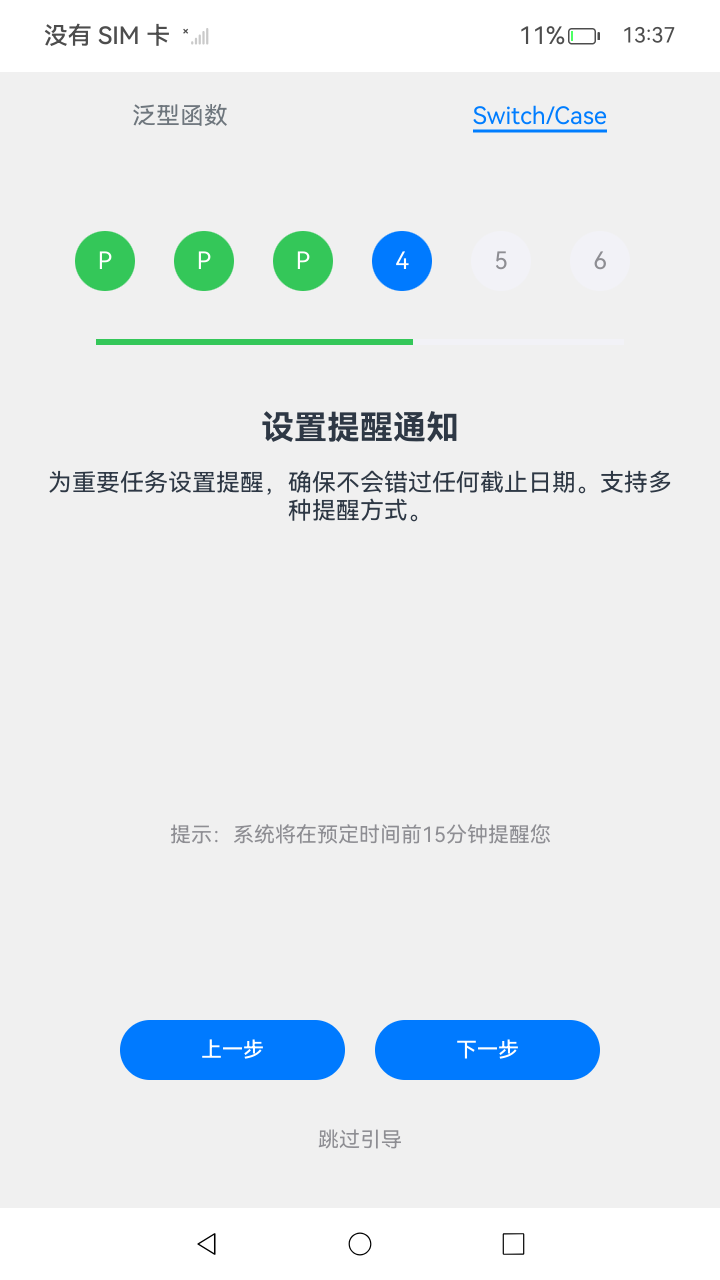 没有 SIM 卡 11% 13:37
泛型函数 Switch/Case
P P P 4 5 6
设置提醒通知
为重要任务设置提醒，确保不会错过任何截止日期。支持多
种提醒方式。
提示：系统将在预定时间前15分钟提醒您
上一步 下一步
跳过引导